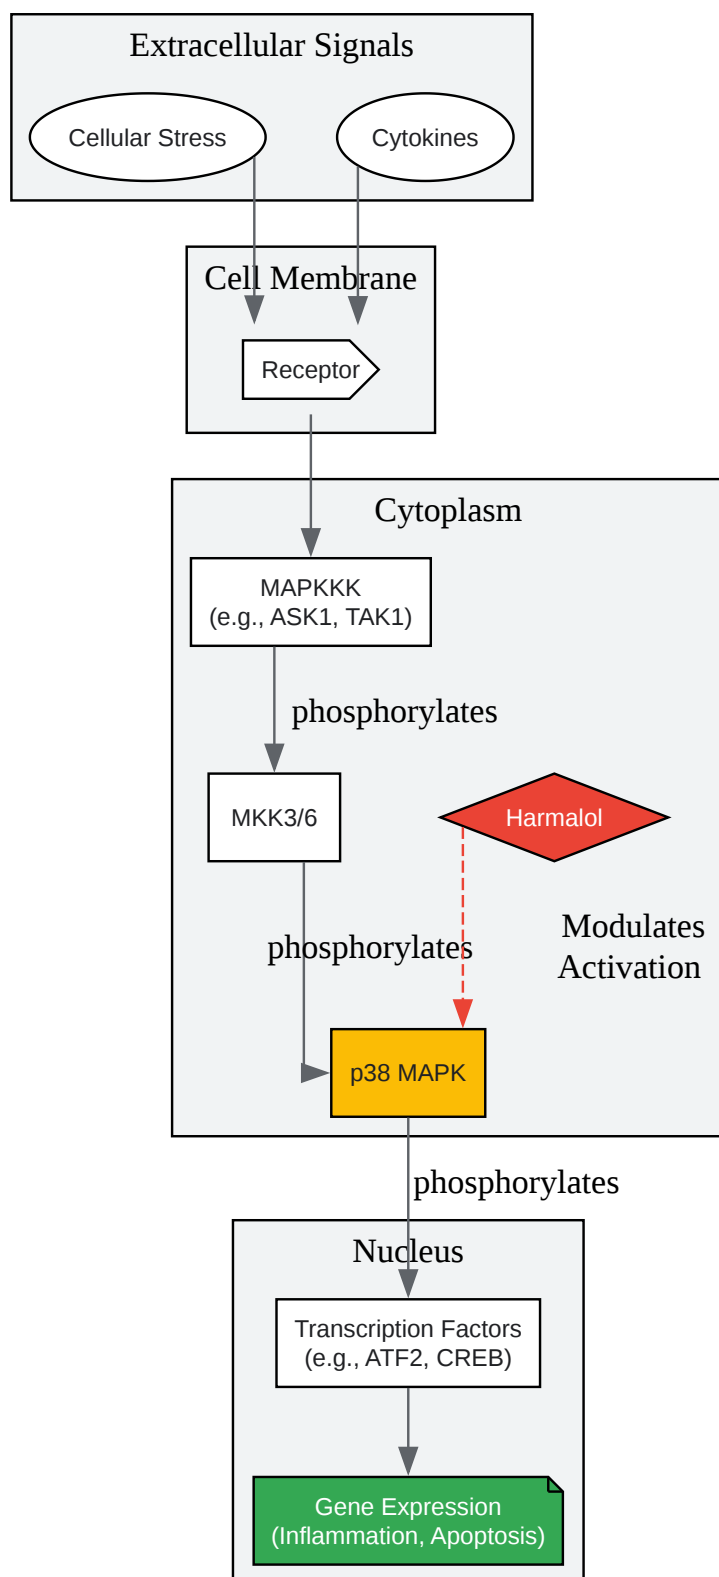 Extracellular Signals
Cellular Stress
Cytokines
Cell Membrane
Receptor
Cytoplasm
MAPKKK
(e.g., ASK1, TAK1)
phosphorylates
MKK3/6
Harmalol
phosphorylates
Modulates
Activation
p38 MAPK
phosphorylates
Nucleus
Transcription Factors
(e.g., ATF2, CREB)
Gene Expression
(Inflammation, Apoptosis)